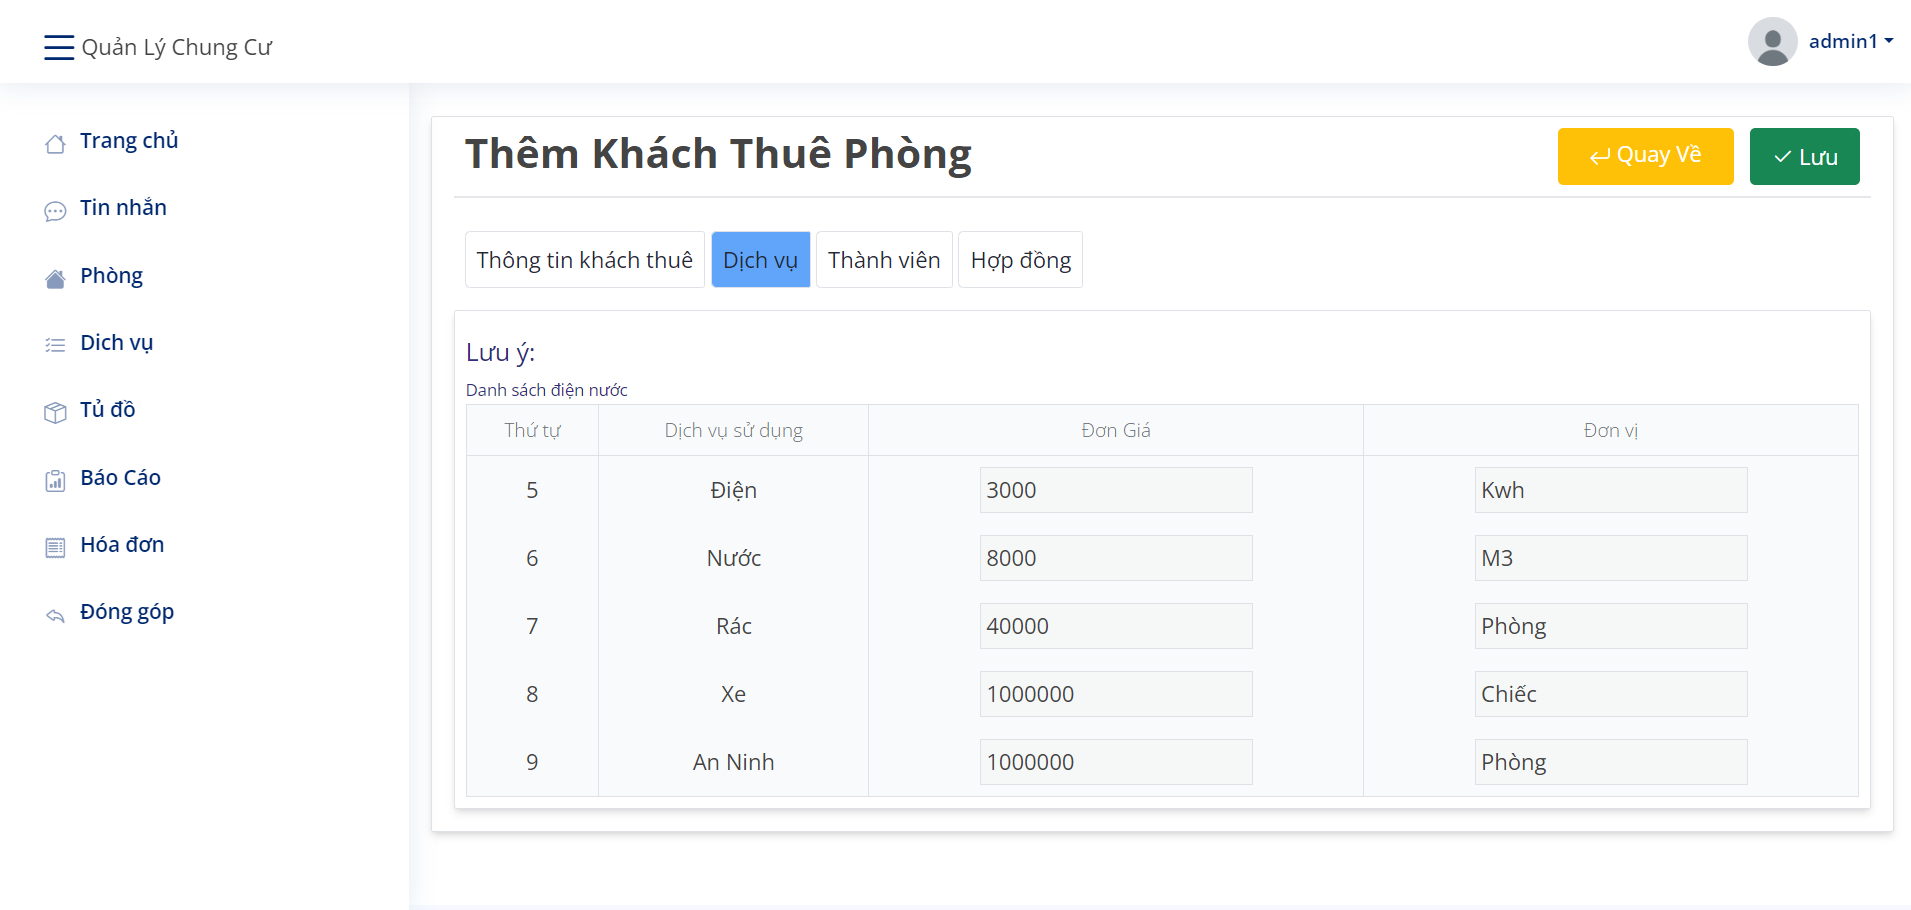 Quản Lý Chung Cư
admin1
Trang chủ
Tin nhắn
Phòng
Dich vụ
Tủ đồ
Báo Cáo
Hóa đơn
Đóng góp
Thêm Khách Thuê Phòng
Quay Về
Lưu
Thông tin khách thuê
Dịch vụ
Thành viên
Hợp đồng
Lưu ý:
Danh sách điện nước
Thứ tự Dịch vụ sử dụng Đơn Giá Đơn vị
5 Điện 3000 Kwh
6 Nước 8000 M3
7 Rác 40000 Phòng
8 Xe 1000000 Chiếc
9 An Ninh 1000000 Phòng